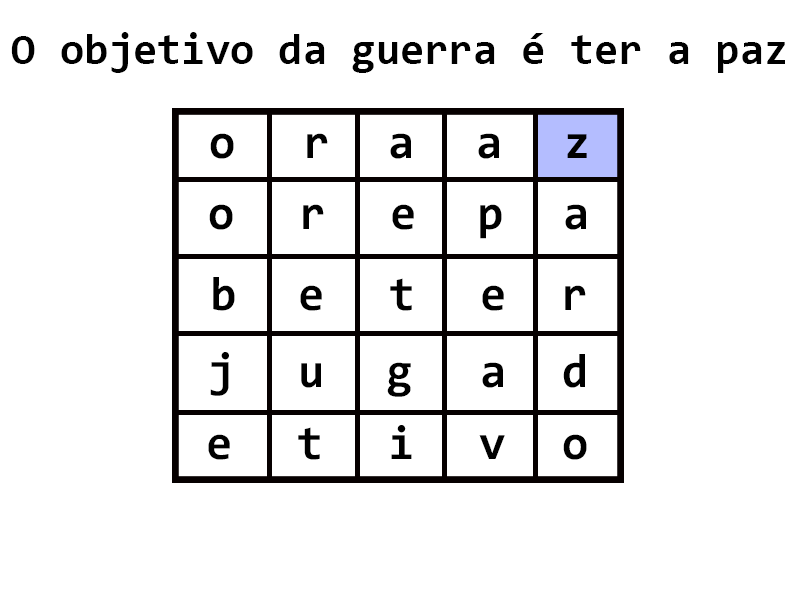 O objetivo da guerra é ter a paz
o r a a z
o r e p a
b e t e r
j u g a d
e t i v o